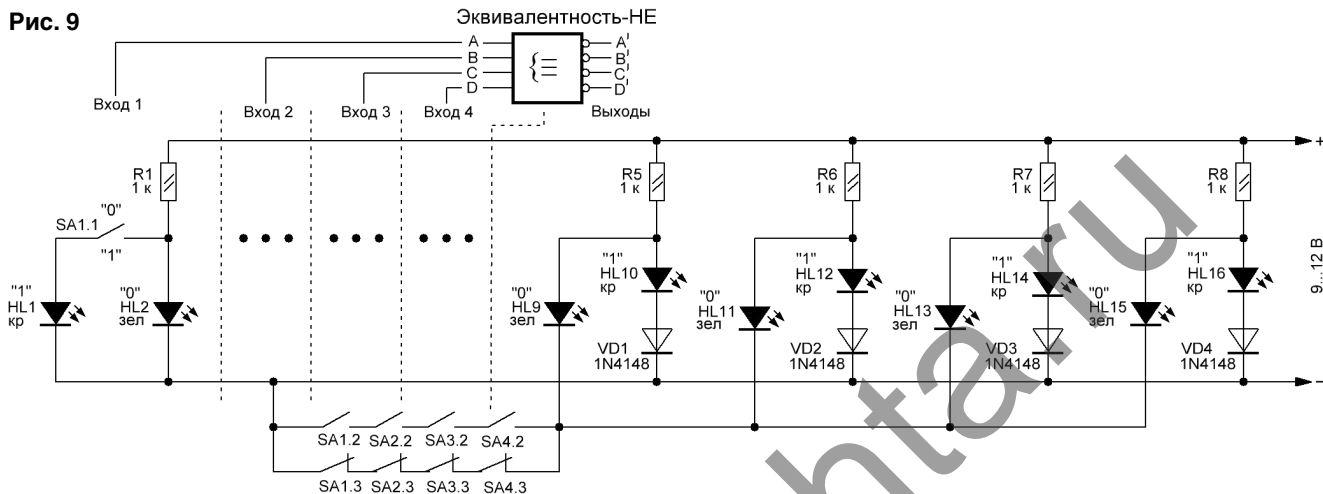 Рис. 9
Эквивалентность-НЕ
A
B
C
D
A'
B'
C'
D'
Вход 1
Вход 2
Вход 3
Вход 4
Выходы
+
R1
1 к
R5
1 к
R6
1 к
R7
1 к
R8
1 к
SA1.1
"0"
"1"
"1"
HL1
кр
"0"
HL2
зел
"0"
HL9
зел
"1"
HL10
кр
"0"
HL11
зел
"1"
HL12
кр
"0"
HL13
зел
"1"
HL14
кр
"0"
HL15
зел
"1"
HL16
кр
9...12 В
VD1
1N4148
VD2
1N4148
VD3
1N4148
VD4
1N4148
–
SA1.2 SA2.2 SA3.2 SA4.2
SA1.3 SA2.3 SA3.3 SA4.3
hta.ru